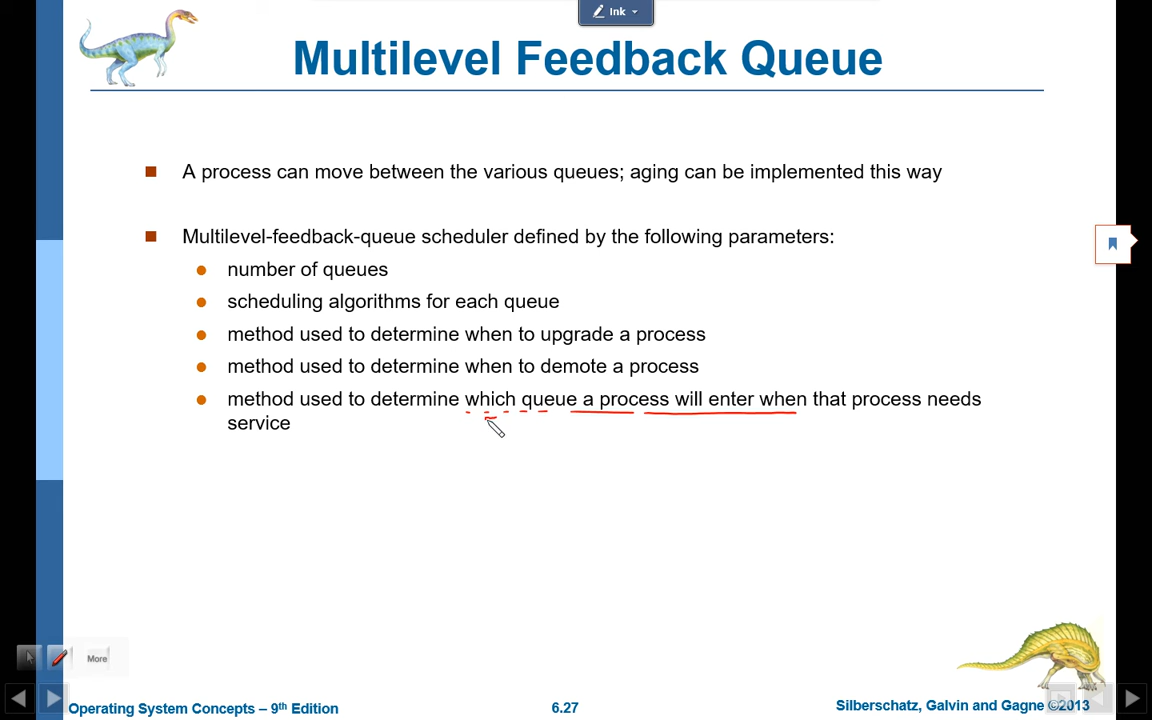 Ink
Multilevel Feedback Queue
A process can move between the various queues; aging can be implemented this way
Multilevel-feedback-queue scheduler defined by the following parameters:
number of queues
scheduling algorithms for each queue
method used to determine when to upgrade a process
method used to determine when to demote a process
method used to determine which queue a process will enter when that process needs
service
More
Operating System Concepts – 9th Edition
6.27
Silberschatz, Galvin and Gagne ©2013